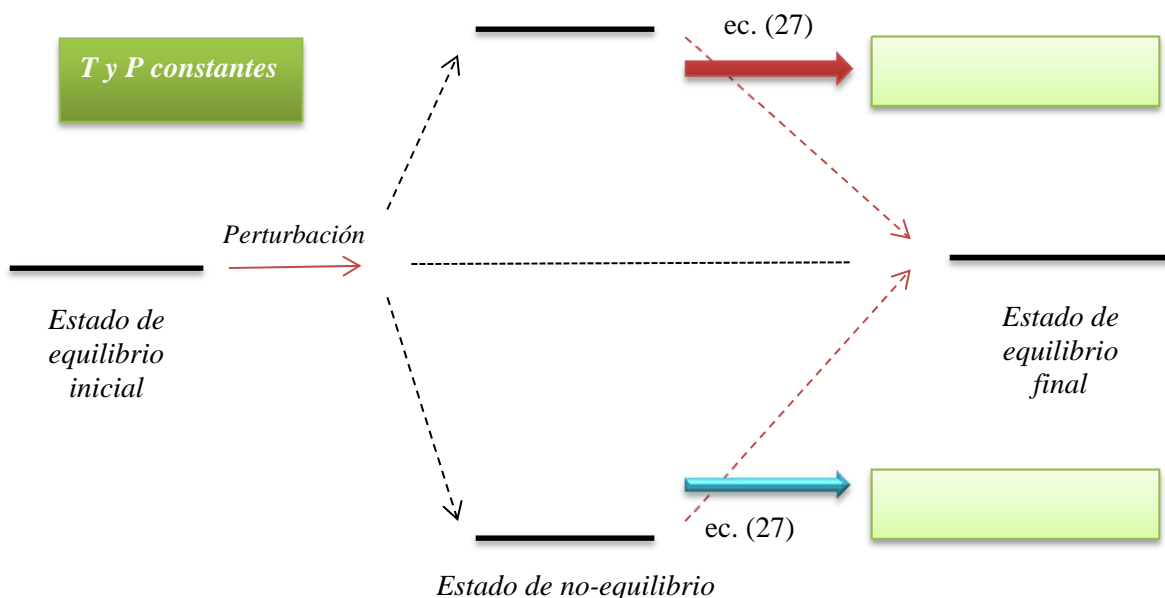 ec. (27)
T y P constantes
Perturbación
Estado de
equilibrio
inicial
Estado de
equilibrio
final
ec. (27)
Estado de no-equilibrio